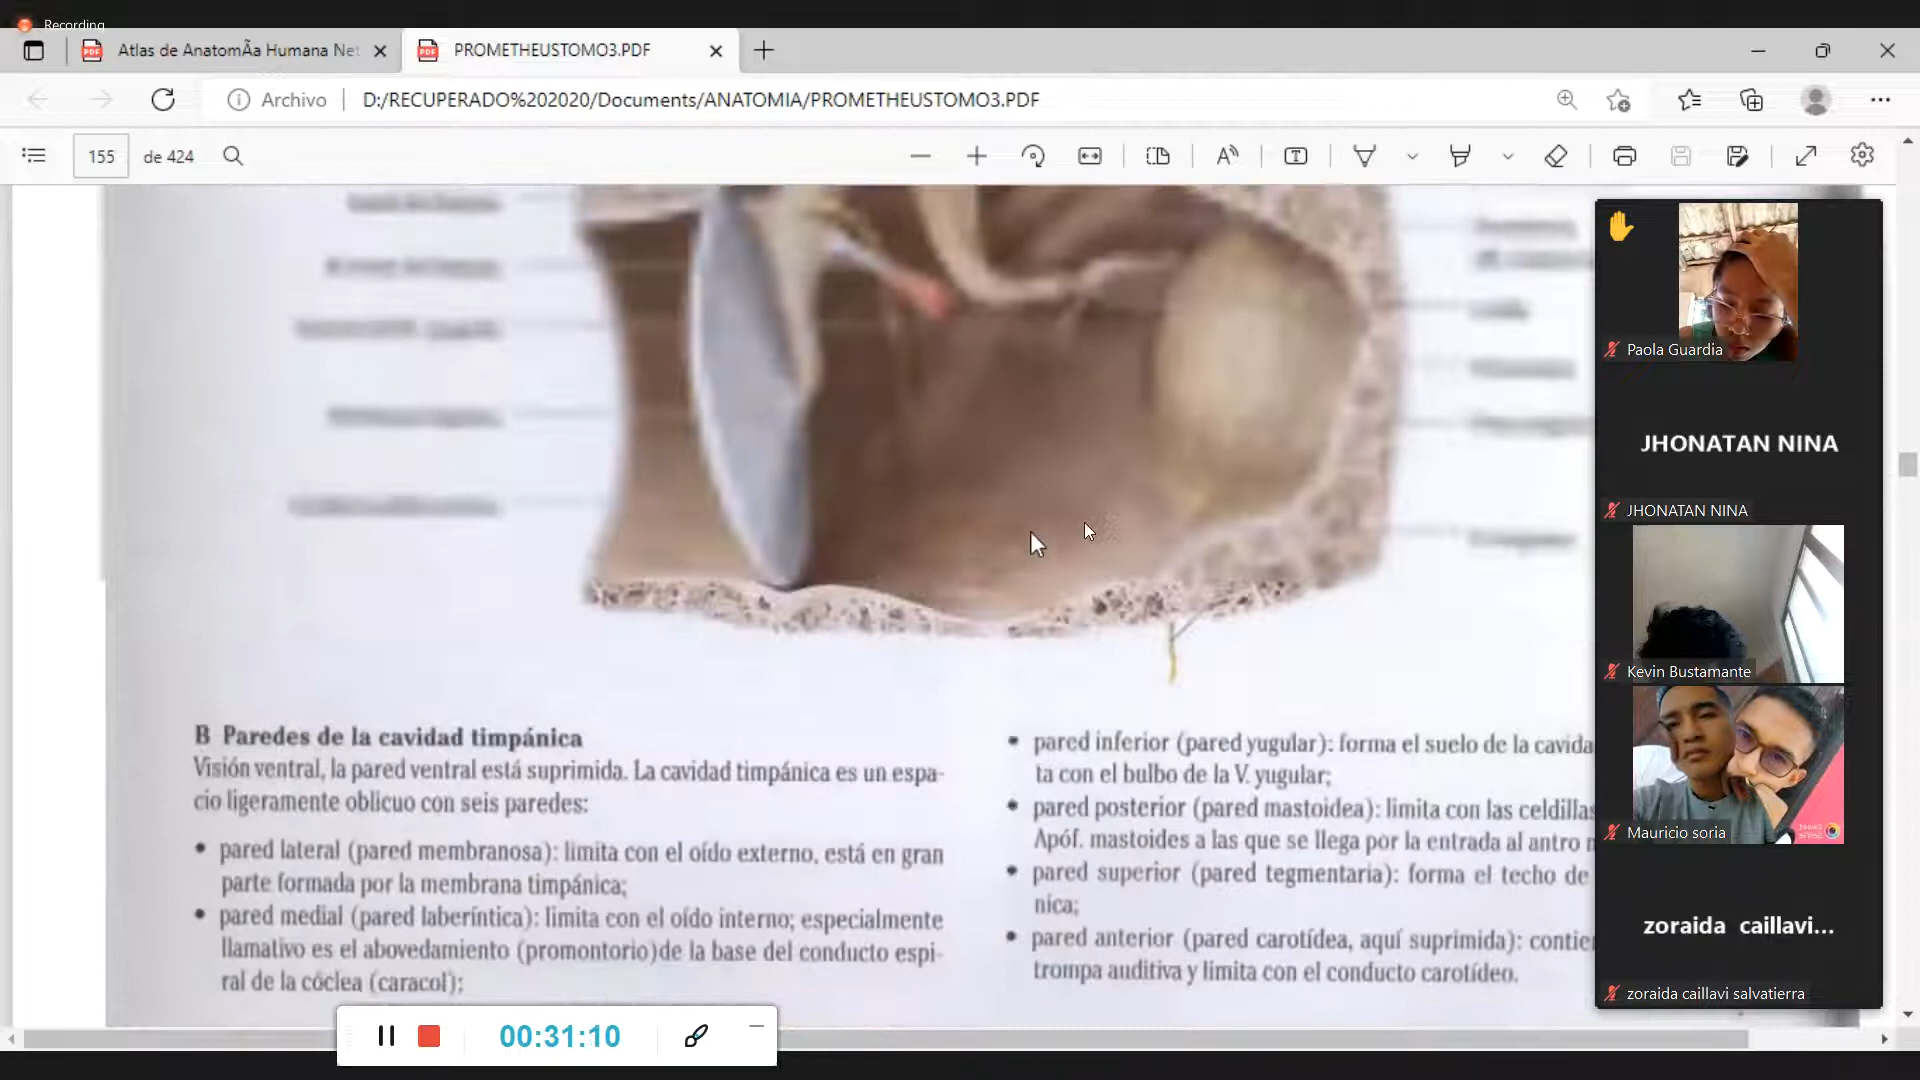 Recording
Atlas de AnatomÃa Humana Net
PROMETHEUSTOMO3.PDF
Archivo
D:/RECUPERADO%202020/Documents/ANATOMIA/PROMETHEUSTOMO3.PDF
155 de 424
B Paredes de la cavidad timpánica
Visión ventral, la pared ventral está suprimida. La cavidad timpánica es un espa-
cio ligeramente oblicuo con seis paredes:
• pared lateral (pared membranosa): limita con el oído externo, está en gran
parte formada por la membrana timpánica;
• pared medial (pared laberíntica): limita con el oído interno; especialmente
llamativo es el abovedamiento (promontorio)de la base del conducto espi-
ral de la cóclea (caracol);
• pared inferior (pared yugular): forma el suelo de la cavida
ta con el bulbo de la V. yugular;
• pared posterior (pared mastoidea): limita con las celdillas
Apóf. mastoides a las que se llega por la entrada al antro
• pared superior (pared tegmentaria): forma el techo de
nica;
• pared anterior (pared carotídea, aquí suprimida): contie
trompa auditiva y limita con el conducto carotídeo.
Paola Guardia
JHONATAN NINA
JHONATAN NINA
Kevin Bustamante
Mauricio soria
zoraida caillavi...
zoraida caillavi salvatierra
00:31:10